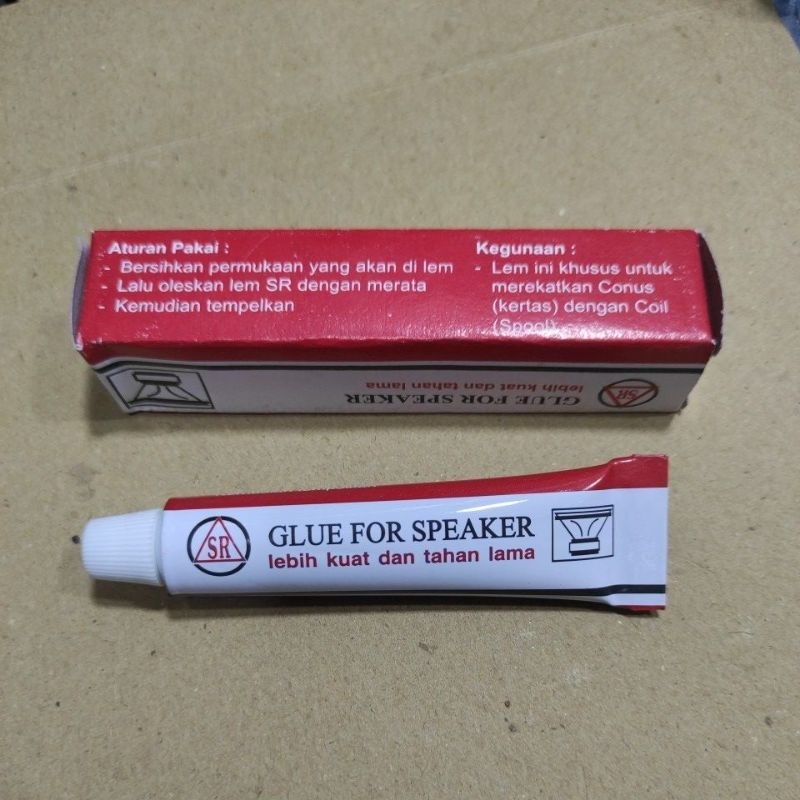 Aturan Pakai :
- Bersihkan permukaan yang akan di lem
- Lalu oleskan lem SR dengan merata
- Kemudian tempelkan
Kegunaan :
- Lem ini khusus untuk
merekatkan Conus
(kertas) dengan Coil
(Spool)
SR
GLUE FOR SPEAKER
lebih kuat dan tahan lama
SR
GLUE FOR SPEAKER
lebih kuat dan tahan lama